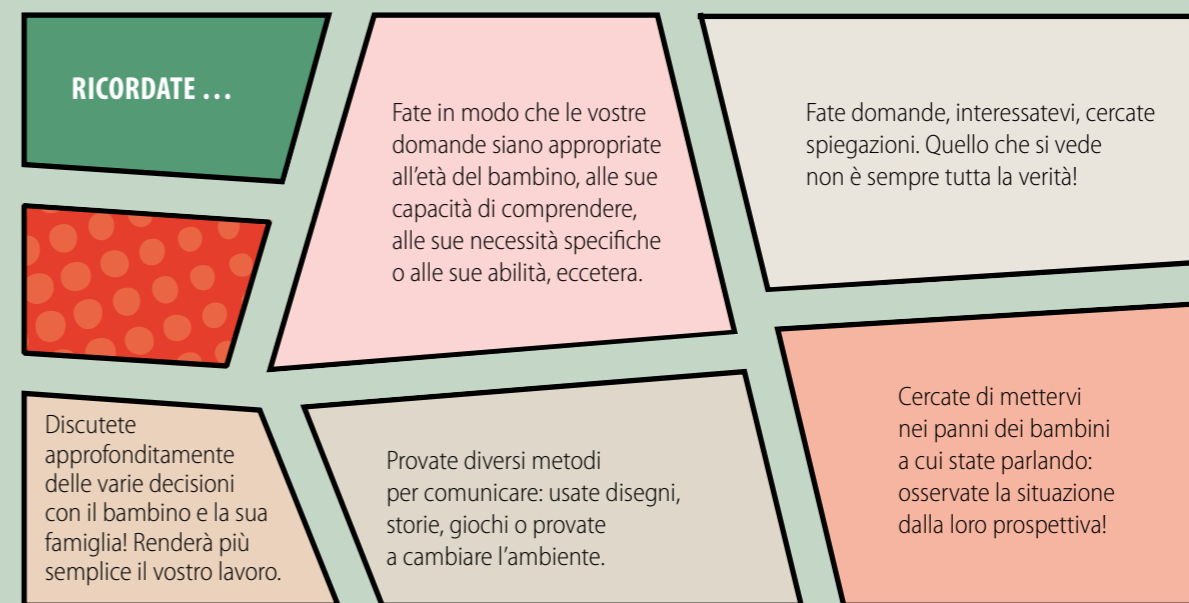 RICORDATE ...
Fate in modo che le vostre
domande siano appropriate
all’età del bambino, alle sue
capacità di comprendere,
alle sue necessità specifiche
o alle sue abilità, eccetera.
Fate domande, interessatevi, cercate
spiegazioni. Quello che si vede
non è sempre tutta la verità!
Discutete
approfonditamente
delle varie decisioni
con il bambino e la sua
famiglia! Renderà più
semplice il vostro lavoro.
Provate diversi metodi
per comunicare: usate disegni,
storie, giochi o provate
a cambiare l’ambiente.
Cercate di mettervi
nei panni dei bambini
a cui state parlando:
osservate la situazione
dalla loro prospettiva!